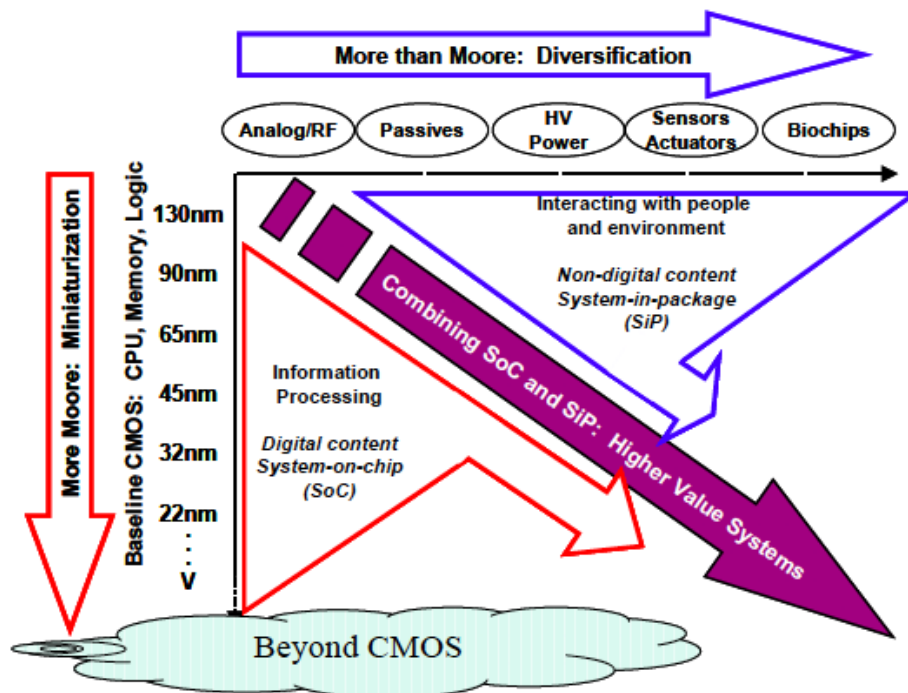 More than Moore: Diversification
Analog/RF
Passives
HV
Power
Sensors
Actuators
Biochips
More Moore: Miniaturization
Baseline CMOS: CPU, Memory, Logic
130nm
90nm
65nm
45nm
32nm
22nm
.
.
.
V
Interacting with people
and environment
Non-digital content
System-in-package
(SiP)
Combining SoC and SiP: Higher Value Systems
Information
Processing
Digital content
System-on-chip
(SoC)
Beyond CMOS